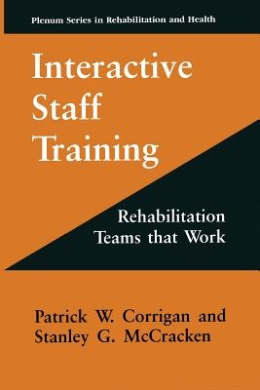 Plenum Series in Rehabilitation and Health
Interactive
Staff
Training
Rehabilitation
Teams that Work
Patrick W. Corrigan and
Stanley G. McCracken